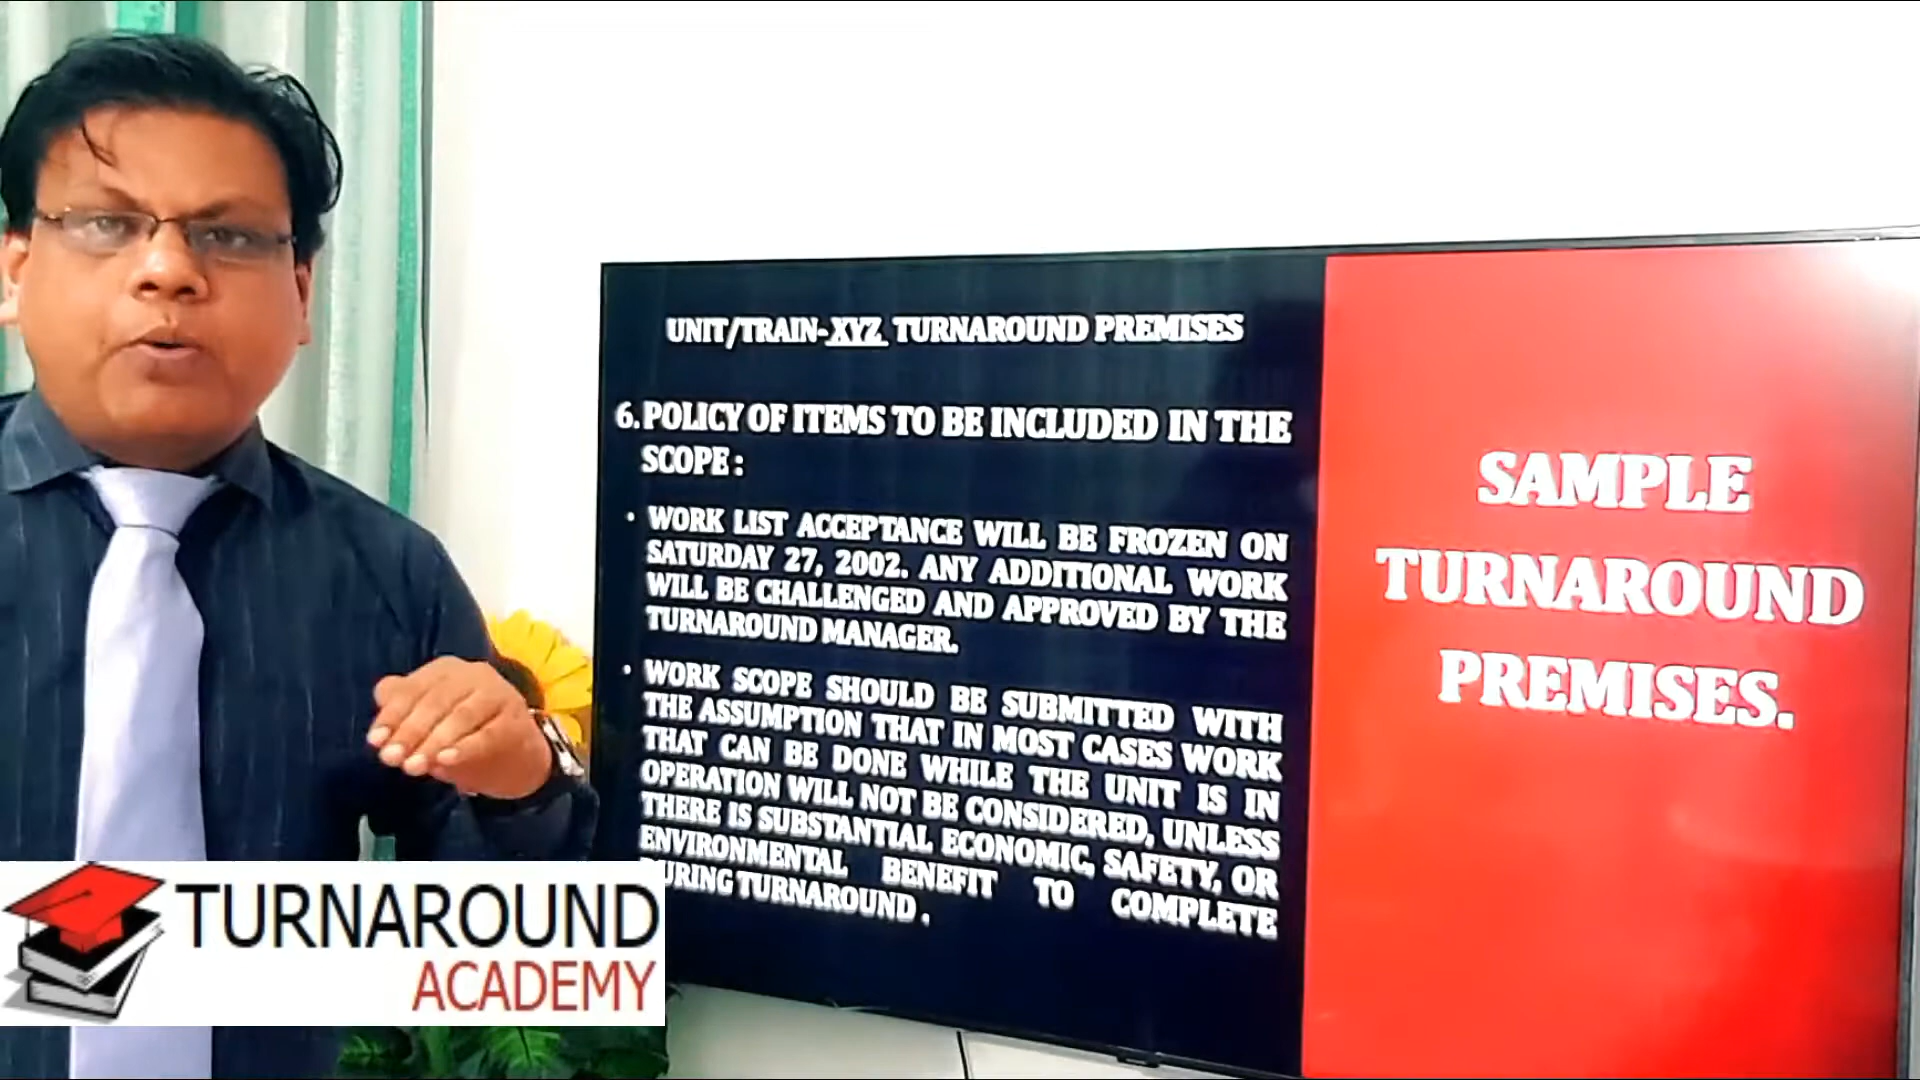 UNIT/TRAIN-XYZ TURNAROUND PREMISES
6. POLICY OF ITEMS TO BE INCLUDED IN THE
SCOPE :
• WORK LIST ACCEPTANCE WILL BE FROZEN ON
SATURDAY 27, 2002. ANY ADDITIONAL WORK
WILL BE CHALLENGED AND APPROVED BY THE
TURNAROUND MANAGER.
• WORK SCOPE SHOULD BE SUBMITTED WITH
THE ASSUMPTION THAT IN MOST CASES WORK
THAT CAN BE DONE WHILE THE UNIT IS IN
OPERATION WILL NOT BE CONSIDERED, UNLESS
THERE IS SUBSTANTIAL ECONOMIC, SAFETY, OR
ENVIRONMENTAL BENEFIT TO COMPLETE
DURING TURNAROUND .
SAMPLE
TURNAROUND
PREMISES.
TURNAROUND
ACADEMY